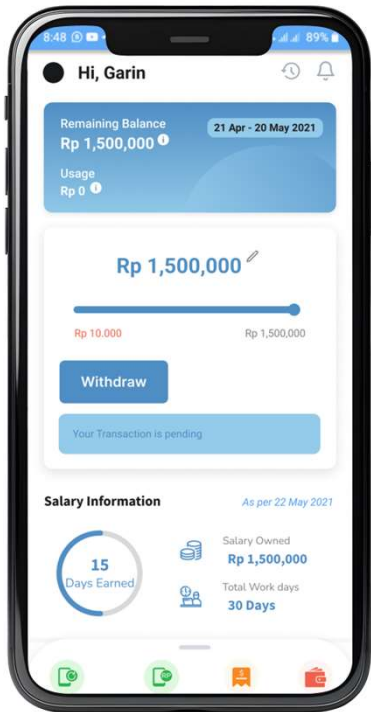 8:48
89%
Hi, Garin
Remaining Balance
21 Apr - 20 May 2021
Rp 1,500,000
Usage
Rp 0
Rp 1,500,000
Rp 10.000
Rp 1,500,000
Withdraw
Your Transaction is pending
Salary Information
As per 22 May 2021
15
Days Earned
Salary Owned
Rp 1,500,000
Total Work days
30 Days